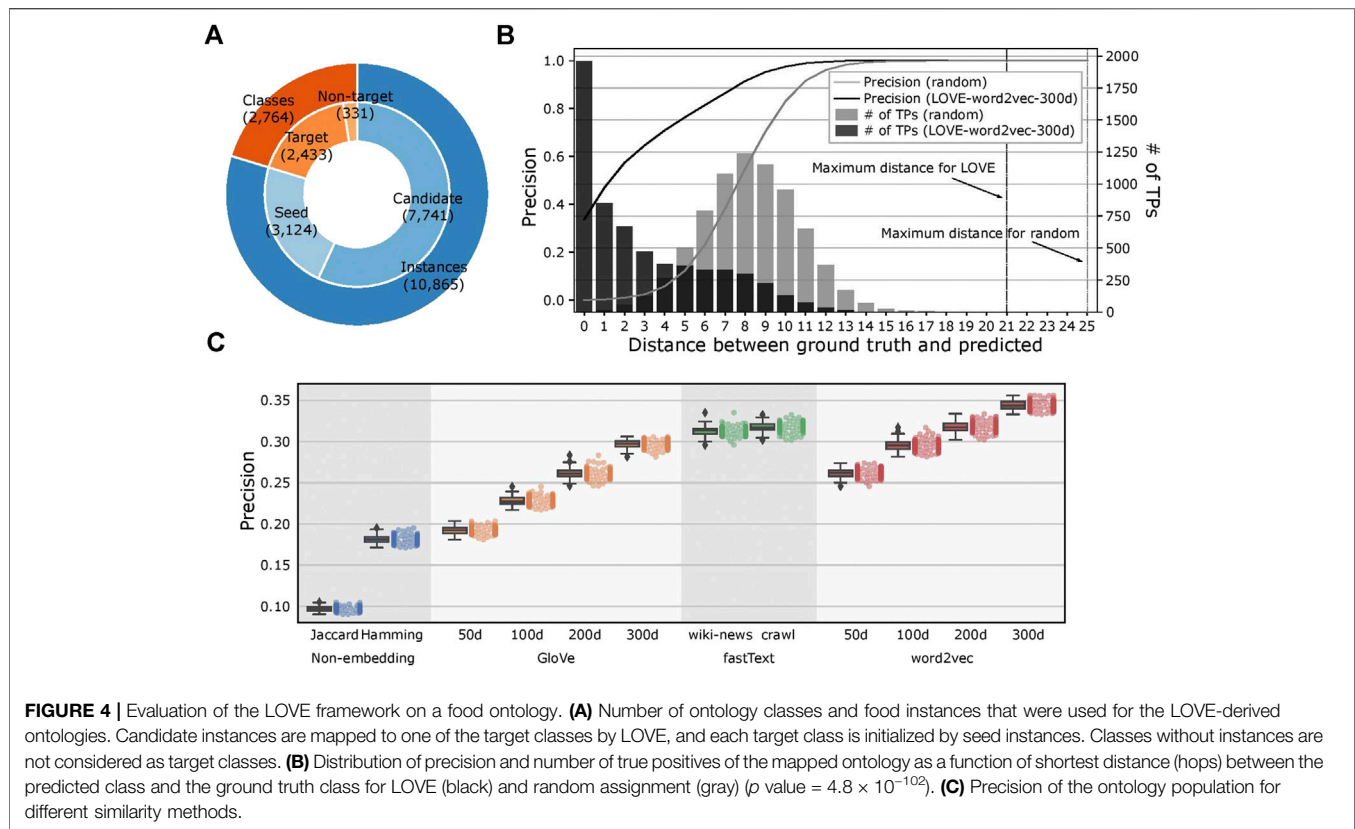 A
Classes
(2,764)
Non-target
(331)
Target
(2,433)
Candidate
(7,741)
Seed
(3,124)
Instances
(10,865)
B
Precision
1.0
0.8
0.6
0.4
0.2
0.0
Precision (random)
Precision (LOVE-word2vec-300d)
# of TPs (random)
# of TPs (LOVE-word2vec-300d)
Maximum distance for LOVE
Maximum distance for random
2000
1750
1500
1250
1000
750
500
250
0
# of TPs
0 1 2 3 4 5 6 7 8 9 10 11 12 13 14 15 16 17 18 19 20 21 22 23 24 25
Distance between ground truth and predicted
C
Precision
0.35
0.30
0.25
0.20
0.15
0.10
Jaccard Hamming 50d 100d 200d 300d wiki-news crawl 50d 100d 200d 300d
Non-embedding GloVe fastText word2vec
FIGURE 4 | Evaluation of the LOVE framework on a food ontology. (A) Number of ontology classes and food instances that were used for the LOVE-derived
ontologies. Candidate instances are mapped to one of the target classes by LOVE, and each target class is initialized by seed instances. Classes without instances are
not considered as target classes. (B) Distribution of precision and number of true positives of the mapped ontology as a function of shortest distance (hops) between the
predicted class and the ground truth class for LOVE (black) and random assignment (gray) (p value = 4.8 × 10⁻¹⁰²). (C) Precision of the ontology population for
different similarity methods.